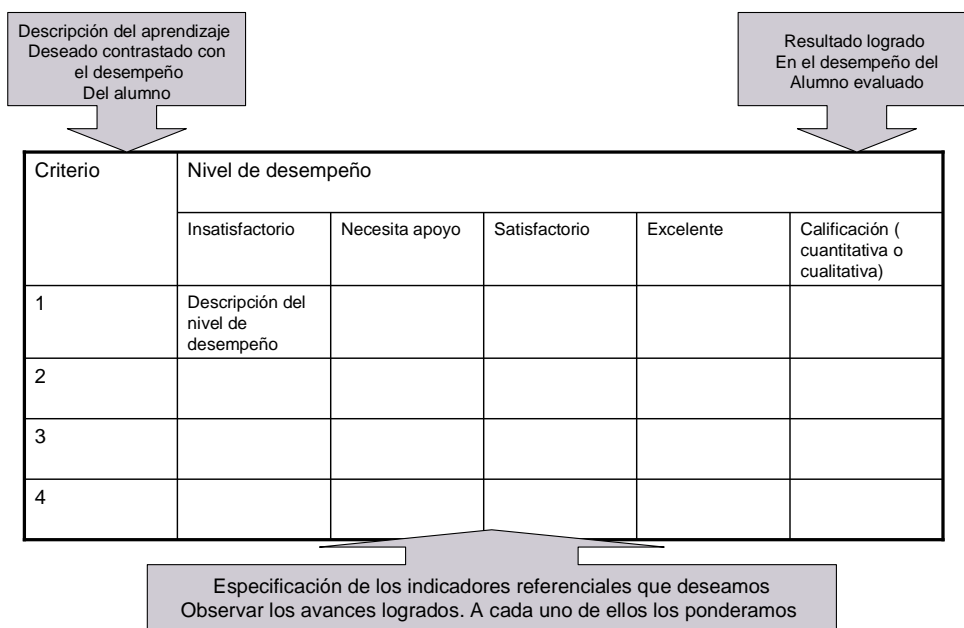 Descripción del aprendizaje
Deseado contrastado con
el desempeño
Del alumno
Resultado logrado
En el desempeño del
Alumno evaluado
Criterio
Nivel de desempeño
Insatisfactorio
Necesita apoyo
Satisfactorio
Excelente
Calificación (
cuantitativa o
cualitativa)
1
Descripción del
nivel de
desempeño
2
3
4
Especificación de los indicadores referenciales que deseamos
Observar los avances logrados. A cada uno de ellos los ponderamos